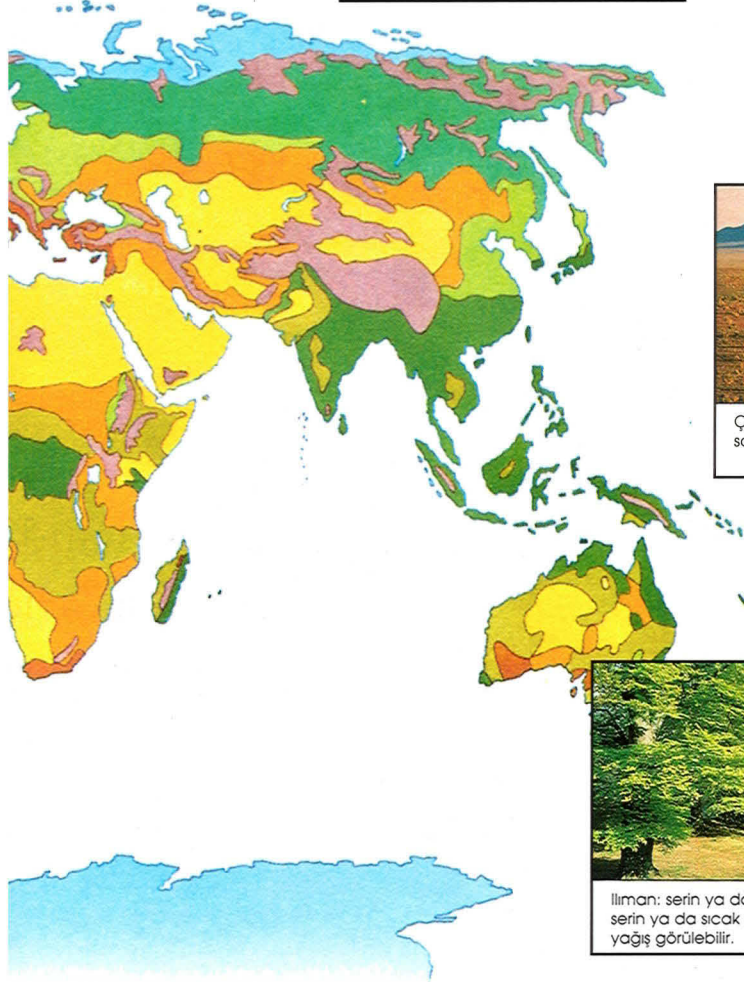 Ilıman: serin ya da
serin ya da sıcak
yağış görülebilir.